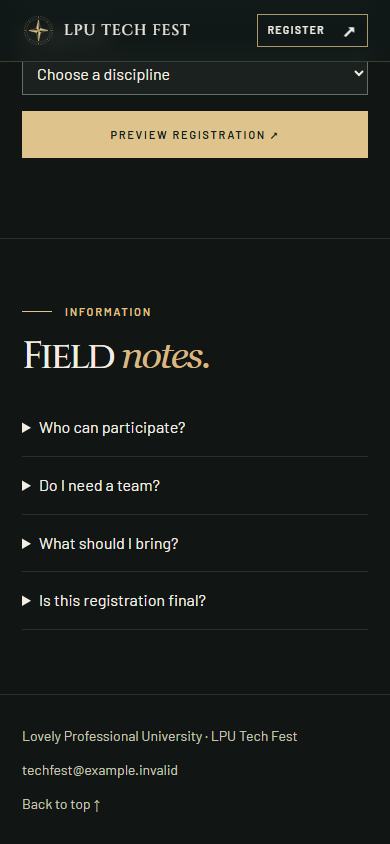 LPU TECH FEST
REGISTER ↗
Choose a discipline
PREVIEW REGISTRATION ↗
INFORMATION
FIELD notes.
▶ Who can participate?
▶ Do I need a team?
▶ What should I bring?
▶ Is this registration final?
Lovely Professional University · LPU Tech Fest
techfest@example.invalid
Back to top ↑